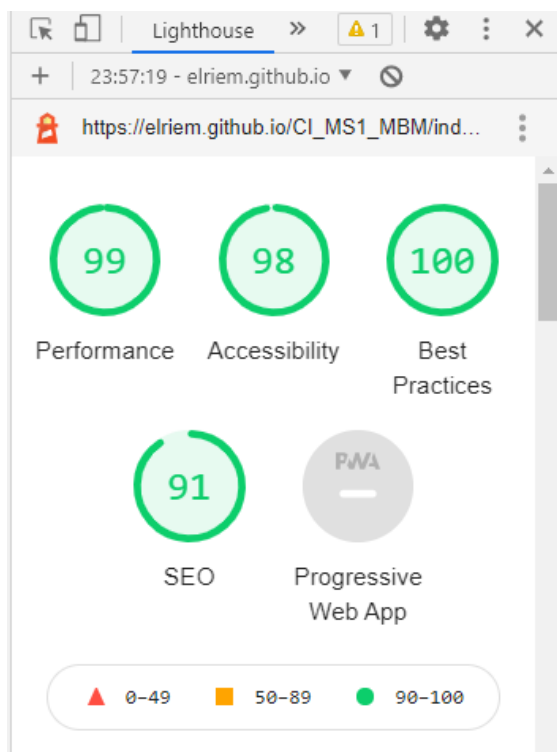 Lighthouse » 1
+ 23:57:19 - elriem.github.io ▼
https://elriem.github.io/CI_MS1_MBM/ind...
99 98 100
Performance Accessibility Best
Practices
91 PWA
SEO Progressive
Web App
0–49 50–89 90–100